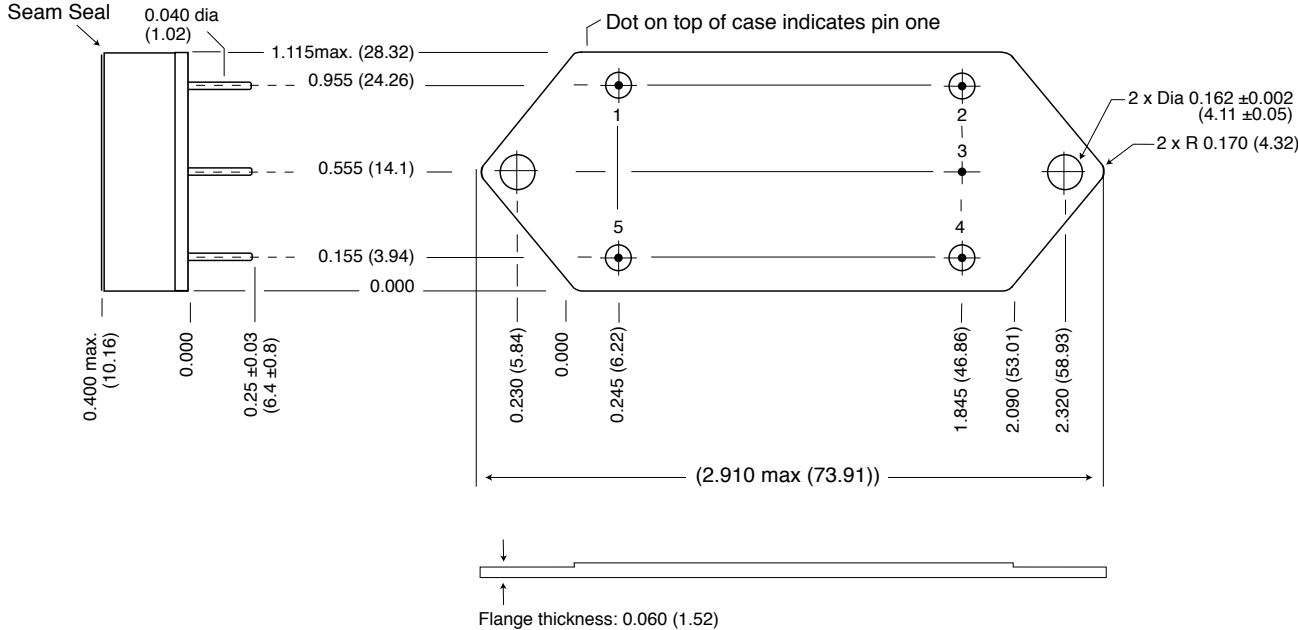 Seam Seal
0.040 dia
(1.02)
1.115max. (28.32)
0.955 (24.26)
0.555 (14.1)
0.155 (3.94)
0.000
0.400 max.
(10.16)
0.000
0.25 ±0.03
(6.4 ±0.8)
Dot on top of case indicates pin one
1
2
3
5
4
2 x Dia 0.162 ±0.002
(4.11 ±0.05)
2 x R 0.170 (4.32)
0.230 (5.84)
0.000
0.245 (6.22)
1.845 (46.86)
2.090 (53.01)
2.320 (58.93)
(2.910 max (73.91))
Flange thickness: 0.060 (1.52)